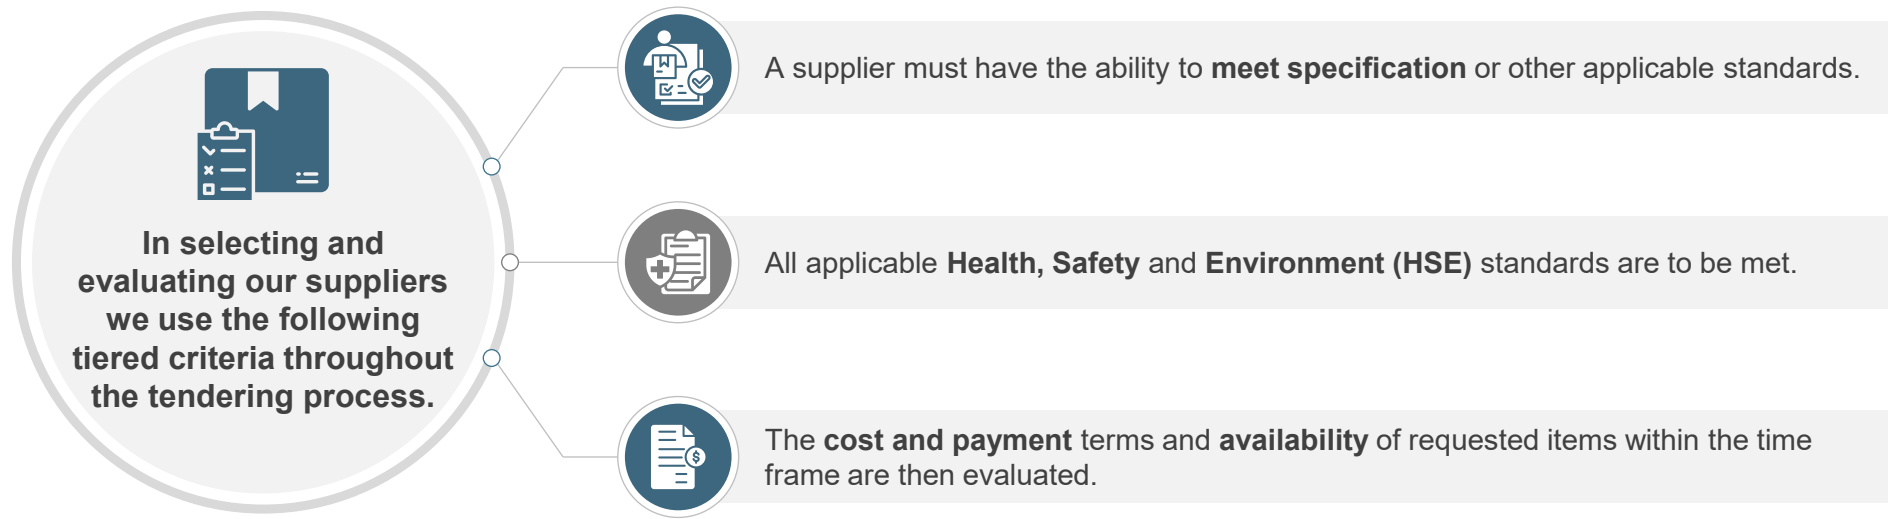 In selecting and
evaluating our suppliers
we use the following
tiered criteria throughout
the tendering process.
A supplier must have the ability to meet specification or other applicable standards.
All applicable Health, Safety and Environment (HSE) standards are to be met.
The cost and payment terms and availability of requested items within the time
frame are then evaluated.